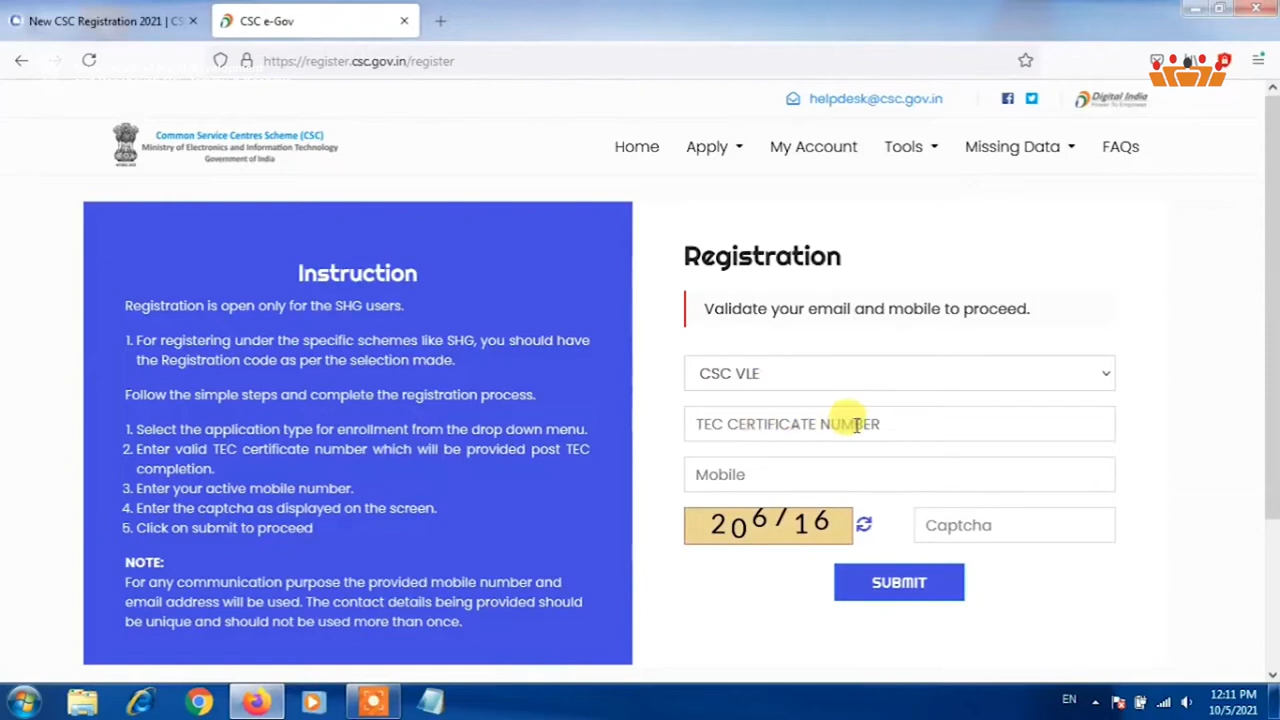 New CSC Registration 2021 | CS
CSC e-Gov
https://register.csc.gov.in/register
helpdesk@csc.gov.in
Digital India
Power To Empower
Common Service Centres Scheme (CSC)
Ministry of Electronics and Information Technology
Government of India
Home Apply My Account Tools Missing Data FAQs
Instruction
Registration is open only for the SHG users.
1. For registering under the specific schemes like SHG, you should have
the Registration code as per the selection made.
Follow the simple steps and complete the registration process.
1. Select the application type for enrollment from the drop down menu.
2. Enter valid TEC certificate number which will be provided post TEC
completion.
3. Enter your active mobile number.
4. Enter the captcha as displayed on the screen.
5. Click on submit to proceed
NOTE:
For any communication purpose the provided mobile number and
email address will be used. The contact details being provided should
be unique and should not be used more than once.
Registration
Validate your email and mobile to proceed.
CSC VLE
TEC CERTIFICATE NUMBER
Mobile
206/16
Captcha
SUBMIT
EN
12:11 PM
10/5/2021